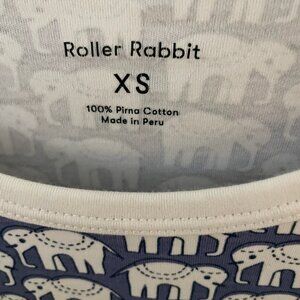 Roller Rabbit
XS
100% Pima Cotton
Made in Peru